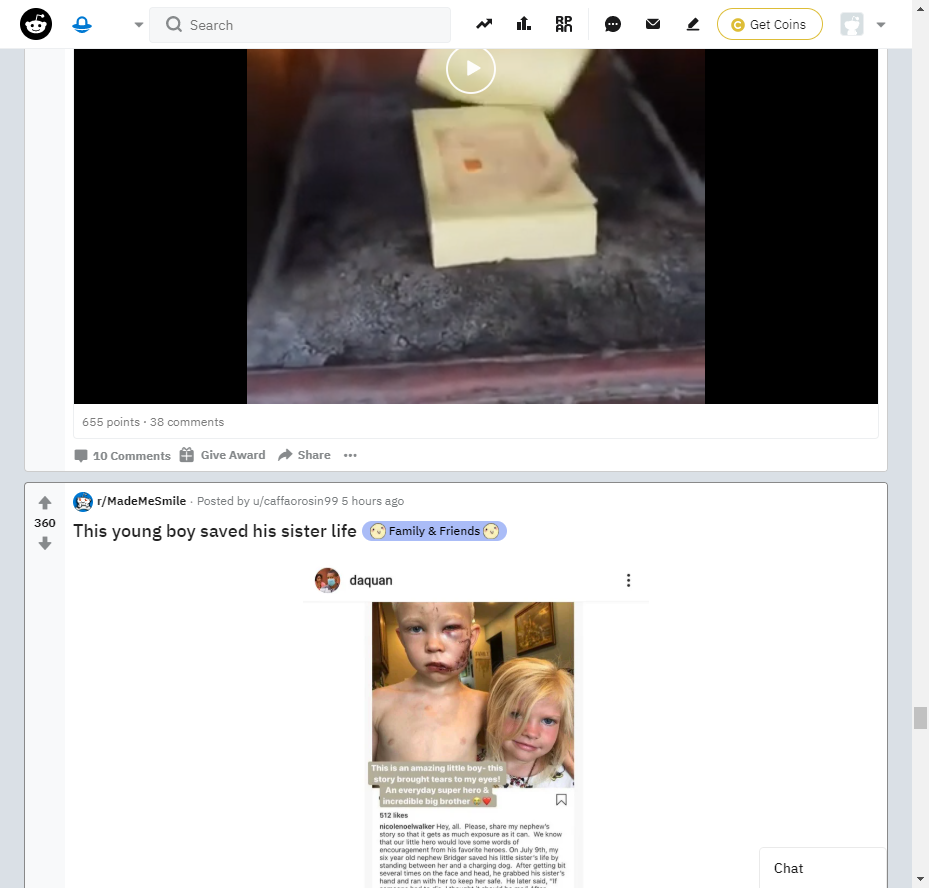 Search
RPAN
Get Coins
655 points · 38 comments
10 Comments
Give Award
Share
r/MadeMeSmile · Posted by u/caffaorosin99 5 hours ago
360
This young boy saved his sister life
Family & Friends
daquan
This is an amazing little boy- this
story brought tears to my eyes!
An everyday super hero &
incredible big brother 😭❤️
512 likes
nicolenoelwalker Hey, all. Please, share my nephew's
story so that it gets as much exposure as it can. We know
that our little hero would love some words of
encouragement from his favorite heroes. On July 9th, my
six year old nephew Bridger saved his little sister's life by
standing between her and a charging dog. After getting bit
several times on the face and head, he grabbed his sister's
hand and ran with her to keep her safe. He later said, "If
Chat